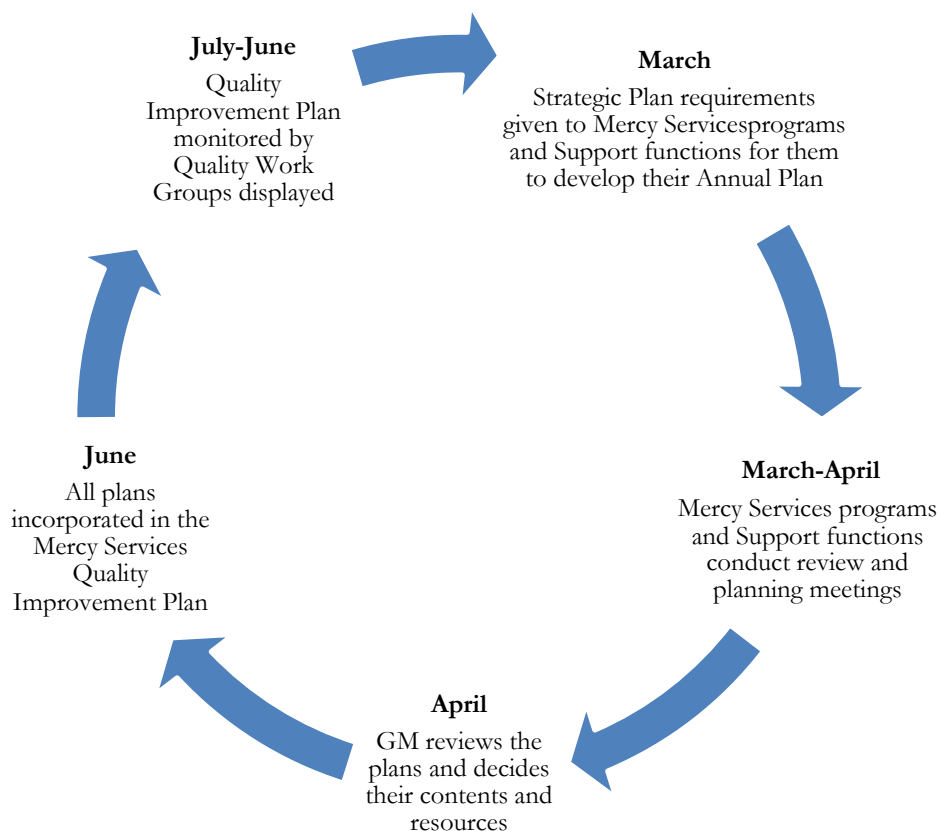 July-June
Quality
Improvement Plan
monitored by
Quality Work
Groups displayed
March
Strategic Plan requirements
given to Mercy Servicesprograms
and Support functions for them
to develop their Annual Plan
March-April
Mercy Services programs
and Support functions
conduct review and
planning meetings
April
GM reviews the
plans and decides
their contents and
resources
June
All plans
incorporated in the
Mercy Services
Quality
Improvement Plan